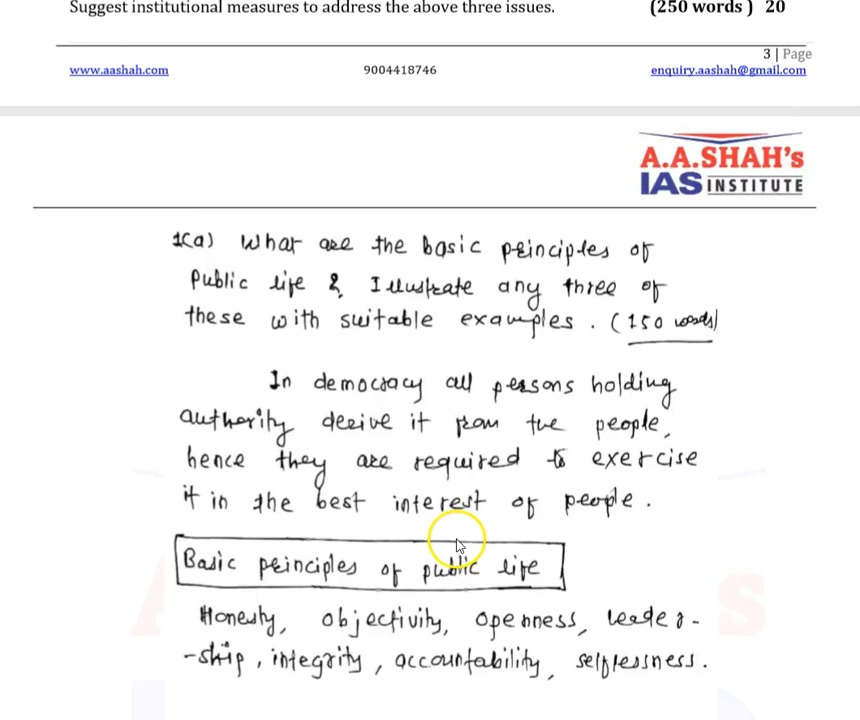 Suggest institutional measures to address the above three issues. (250 words ) 20
3 | Page
www.aashah.com 9004418746 enquiry.aashah@gmail.com
A.A.SHAH's
IAS INSTITUTE
1(a) What are the basic principles of
Public life & Illustrate any three of
these with suitable examples. (150 words)
In democracy all persons holding
authority derive it from the people,
hence they are required to exercise
it in the best interest of people.
Basic principles of public life
Honesty, objectivity, openness, leader-
-ship, integrity, accountability, selflessness.